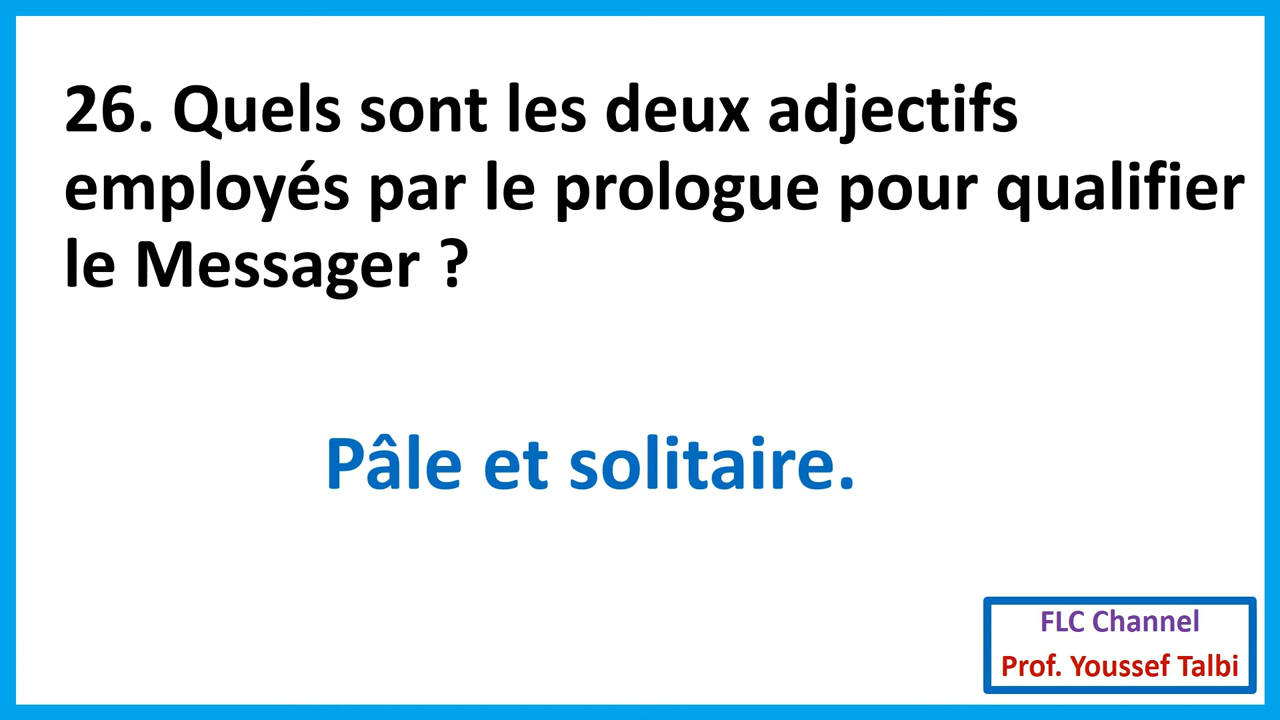 26. Quels sont les deux adjectifs
employés par le prologue pour qualifier
le Messager ?
Pâle et solitaire.
FLC Channel
Prof. Youssef Talbi